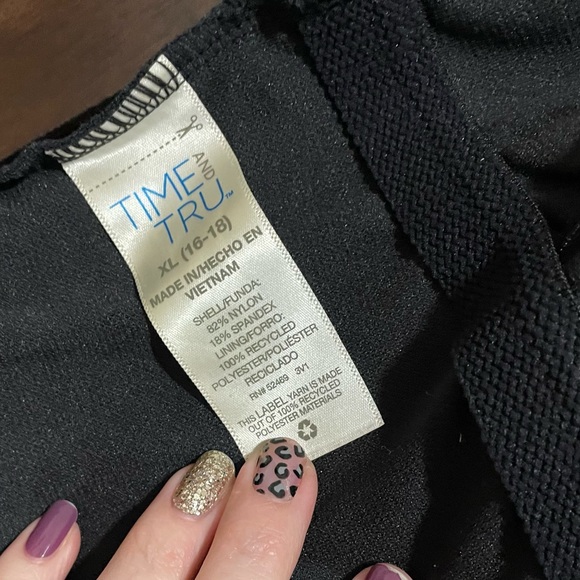 TIME AND
TRU™
XL (16-18)
MADE IN/HECHO EN
VIETNAM
SHELL/FUNDA:
82% NYLON
18% SPANDEX
LINING/FORRO:
100% RECYCLED
POLYESTER/POLIÉSTER
RECICLADO
RN# 52469 3V1
THIS LABEL YARN IS MADE
OUT OF 100% RECYCLED
POLYESTER MATERIALS